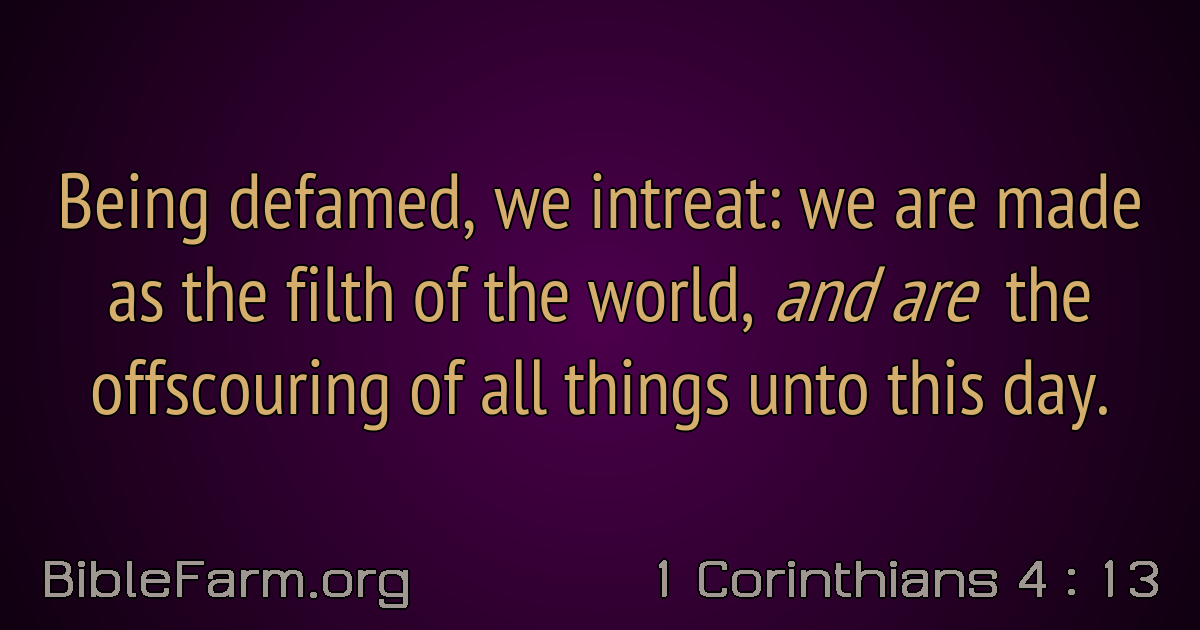 Being defamed, we intreat: we are made
as the filth of the world, and are the
offscouring of all things unto this day.
BibleFarm.org
1 Corinthians 4 : 13